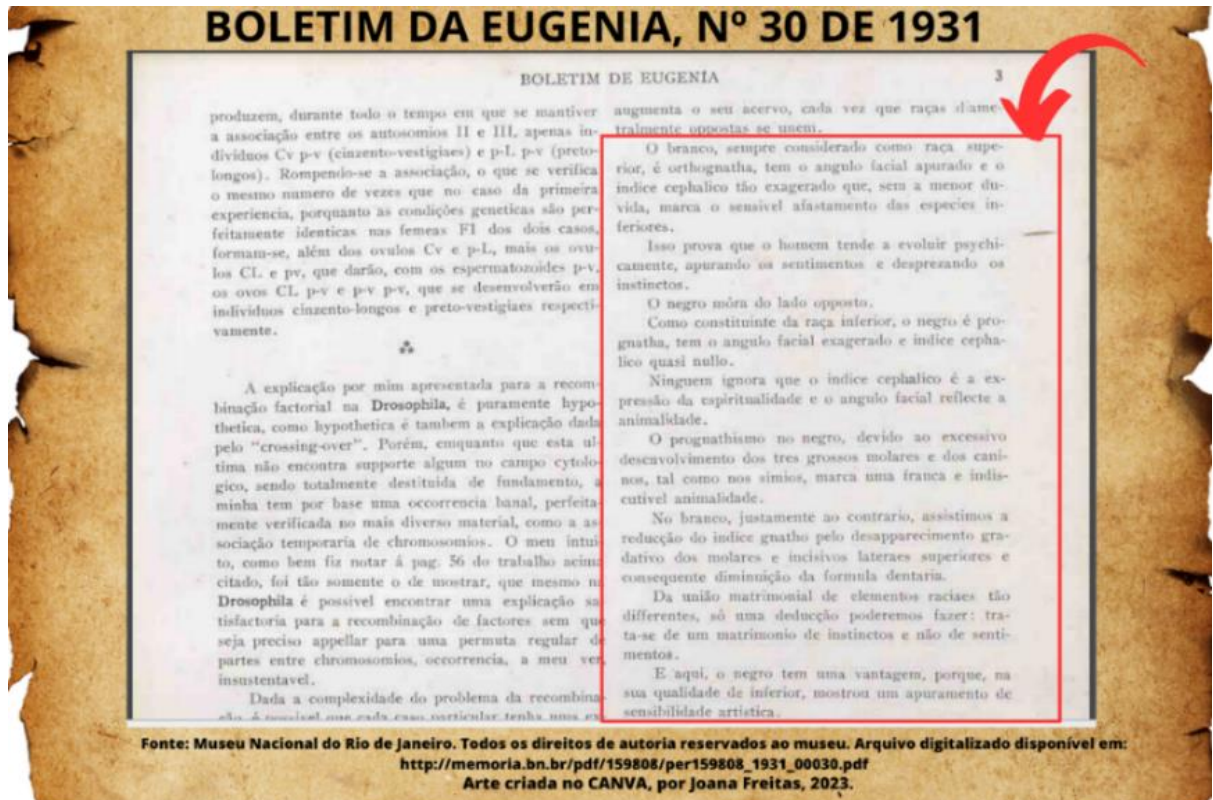 BOLETIM DA EUGENIA, Nº 30 DE 1931
BOLETIM DE EUGENÍA 3
produzem, durante todo o tempo em que se mantiver
a associação entre os autosomios II e III, apenas in-
dividuos Cv p-v (cinzento-vestigiaes) e p-L p-v (preto-
longos). Rompendo-se a associação, o que se verifica
o mesmo numero de vezes que no caso da primeira
experiencia, porquanto as condições geneticas são per-
feitamente identicas nas femeas F1 dos dois casos,
formam-se, além dos ovulos Cv e p-L, mais os ovu-
los CL e pv, que darão, com os espermatozoides p-v,
os ovos CL p-v e p-v p-v, que se desenvolverão em
individuos cinzento-longos e preto-vestigiaes respecti-
vamente.
A explicação por mim apresentada para a recom-
binação factorial na Drosophila, é puramente hypo-
thetica, como hypothetica é tambem a explicação dada
pelo "crossing-over". Porém, emquanto que esta ul-
tima não encontra supporte algum no campo cytolo-
gico, sendo totalmente destituida de fundamento, a
minha tem por base uma occorrencia banal, perfeita-
mente verificada no mais diverso material, como a as-
sociação temporaria de chromosomios. O meu intui-
to, como bem fiz notar á pag. 56 do trabalho acima
citado, foi tão somente o de mostrar, que mesmo na
Drosophila é possivel encontrar uma explicação sa-
tisfactoria para a recombinação de factores sem que
seja preciso appellar para uma permuta regular de
partes entre chromosomios, occorrencia, a meu ver,
insustentavel.
Dada a complexidade do problema da recombina-
ção é possivel que cada caso particular tenha uma ex-
augmenta o seu acervo, cada vez que raças diame-
tralmente oppostas se unem.
O branco, sempre considerado como raça supe-
rior, é orthognatha, tem o angulo facial apurado e o
indice cephalico tão exagerado que, sem a menor du-
vida, marca o sensivel afastamento das especies in-
feriores.
Isso prova que o homem tende a evoluir psychi-
camente, apurando os sentimentos e desprezando os
instinctos.
O negro móra do lado opposto.
Como constituinte da raça inferior, o negro é pro-
gnatha, tem o angulo facial exagerado e indice cepha-
lico quasi nullo.
Ninguem ignora que o indice cephalico é a ex-
pressão da espiritualidade e o angulo facial reflecte a
animalidade.
O prognathismo no negro, devido ao excessivo
desenvolvimento dos tres grossos molares e dos cani-
nos, tal como nos simios, marca uma franca e indis-
cutivel animalidade.
No branco, justamente ao contrario, assistimos a
reducção do indice gnatho pelo desapparecimento gra-
dativo dos molares e incisivos lateraes superiores e
consequente diminuição da formula dentaria.
Da união matrimonial de elementos raciaes tão
differentes, só uma deducção poderemos fazer: tra-
ta-se de um matrimonio de instinctos e não de senti-
mentos.
E aqui, o negro tem uma vantagem, porque, na
sua qualidade de inferior, mostrou um apuramento de
sensibilidade artistica.
Fonte: Museu Nacional do Rio de Janeiro. Todos os direitos de autoria reservados ao museu. Arquivo digitalizado disponível em:
http://memoria.bn.br/pdf/159808/per159808_1931_00030.pdf
Arte criada no CANVA, por Joana Freitas, 2023.